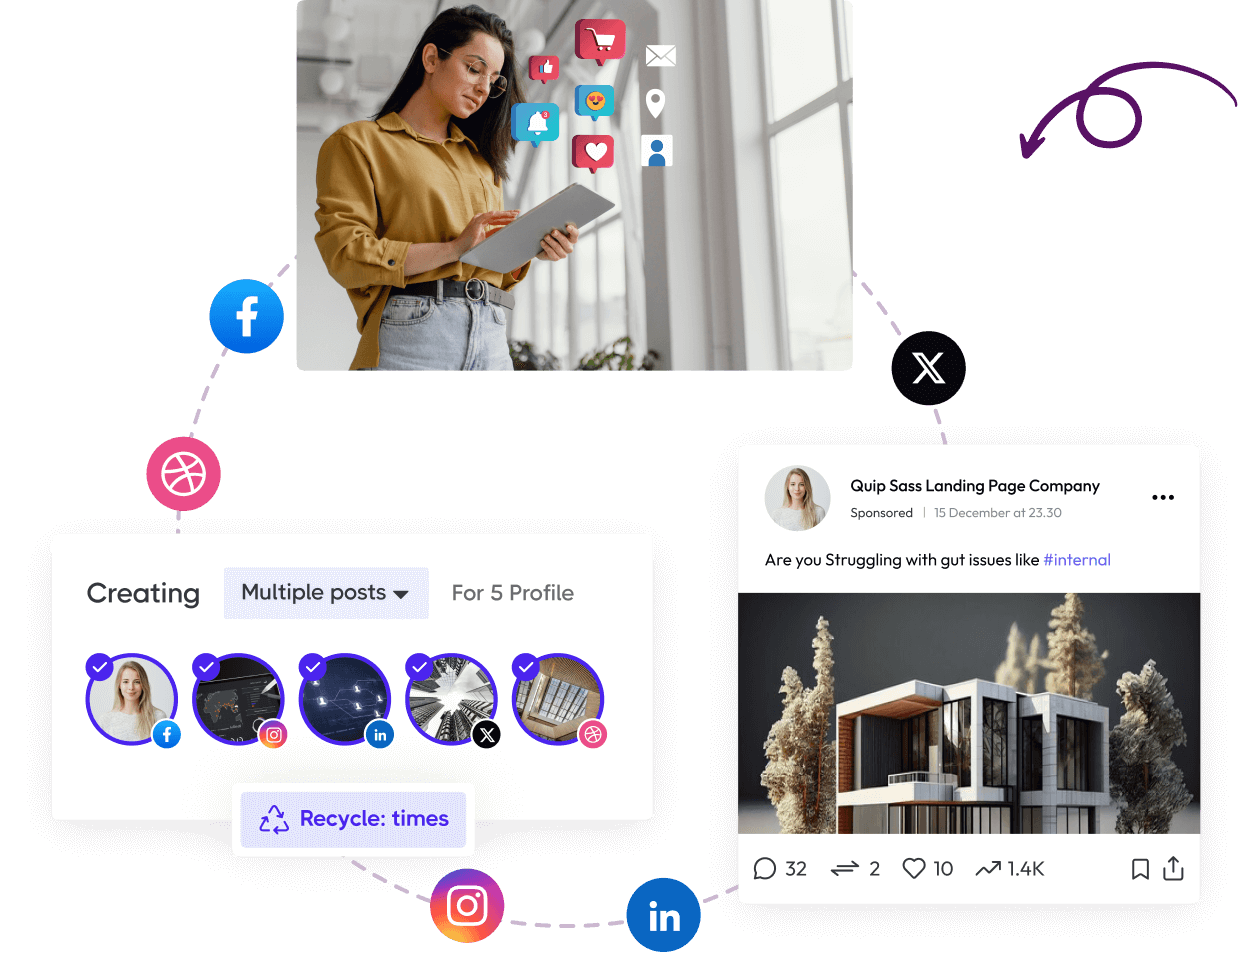 Quip Sass Landing Page Company
Sponsored | 15 December at 23.30
Are you Struggling with gut issues like #internal
Creating Multiple posts For 5 Profile
Recycle: times
32 2 10 1.4K